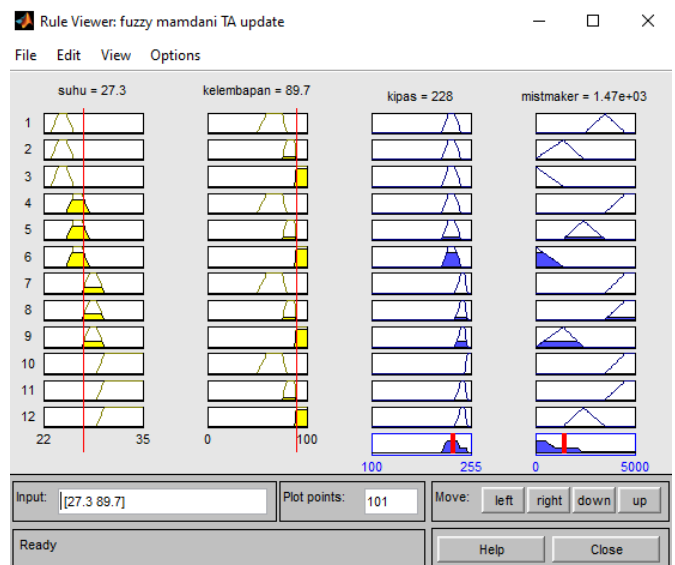 Rule Viewer: fuzzy mamdani TA update
File Edit View Options
suhu = 27.3 kelembapan = 89.7 kipas = 228 mistmaker = 1.47e+03
1
2
3
4
5
6
7
8
9
10
11
12
22 35 0 100
100 255 0 5000
Input: [27.3 89.7] Plot points: 101 Move: left right down up
Ready Help Close